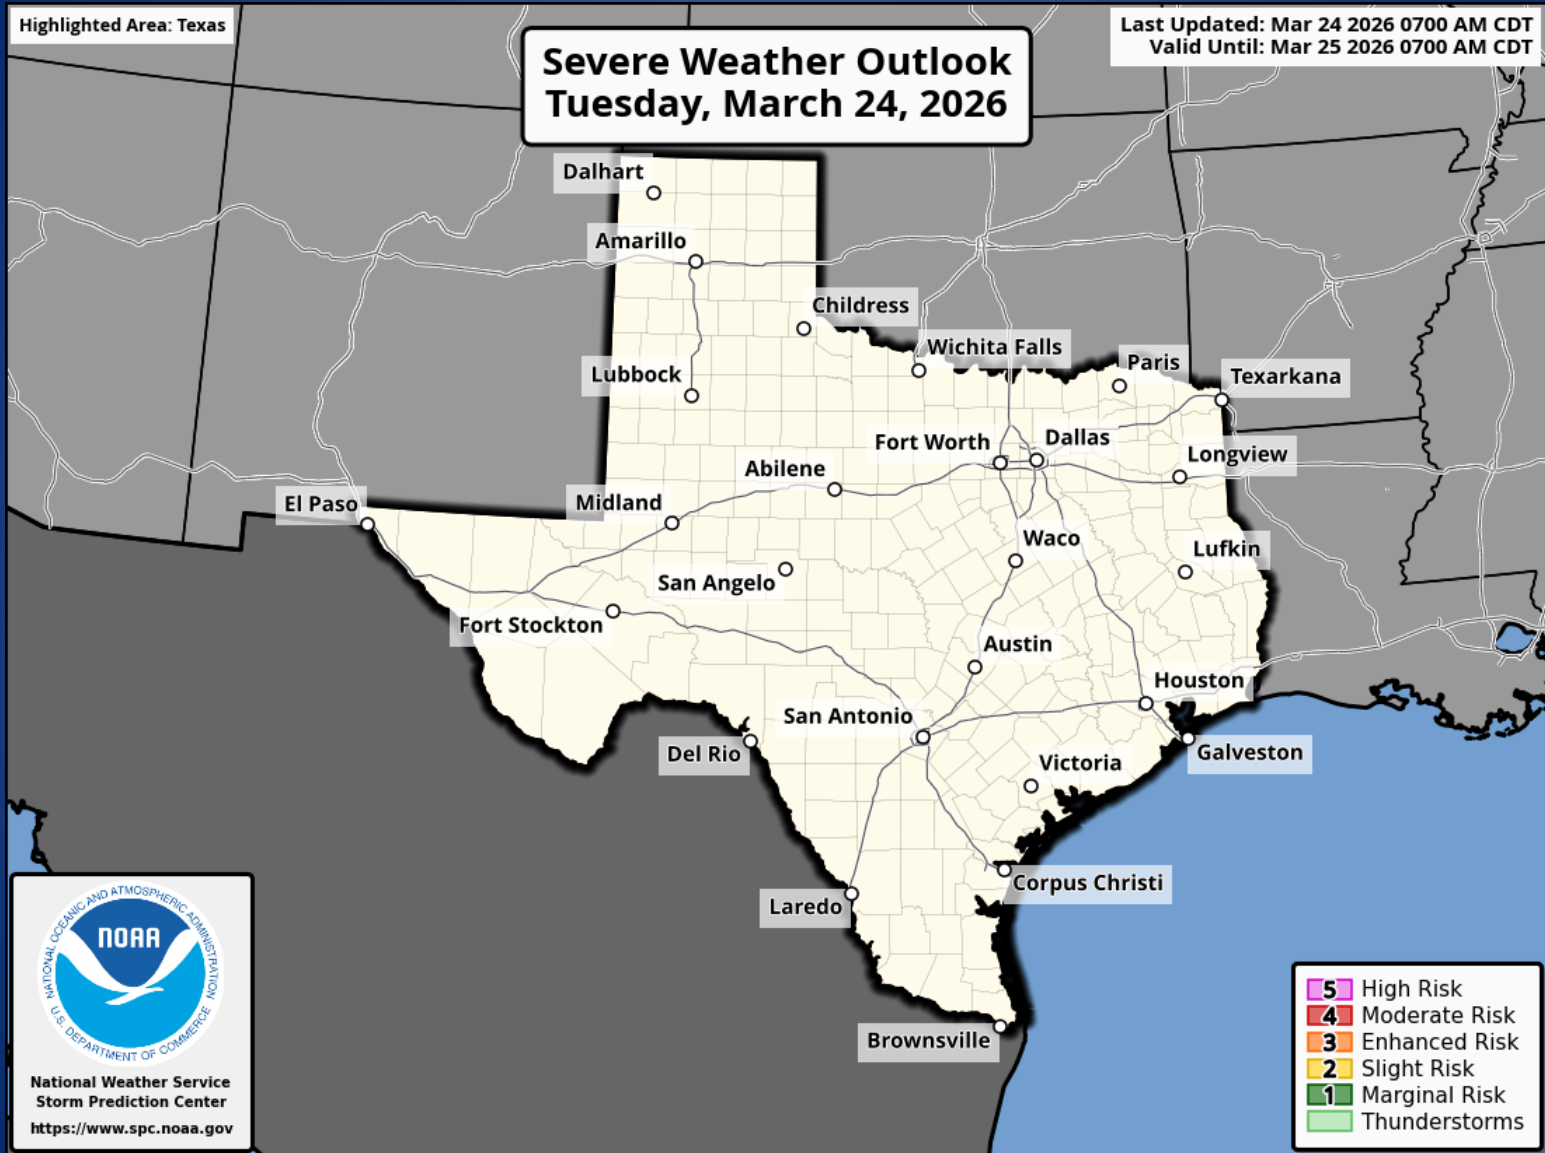 Highlighted Area: Texas
Severe Weather Outlook
Tuesday, March 24, 2026
Last Updated: Mar 24 2026 0700 AM CDT
Valid Until: Mar 25 2026 0700 AM CDT
Dalhart
Amarillo
Childress
Wichita Falls
Paris
Texarkana
Lubbock
Fort Worth
Dallas
Longview
Abilene
Midland
El Paso
Waco
Lufkin
San Angelo
Fort Stockton
Austin
Houston
San Antonio
Del Rio
Galveston
Victoria
Corpus Christi
Laredo
Brownsville
NATIONAL OCEANIC AND ATMOSPHERIC ADMINISTRATION
NOAA
U.S. DEPARTMENT OF COMMERCE
National Weather Service
Storm Prediction Center
https://www.spc.noaa.gov
5 High Risk
4 Moderate Risk
3 Enhanced Risk
2 Slight Risk
1 Marginal Risk
Thunderstorms